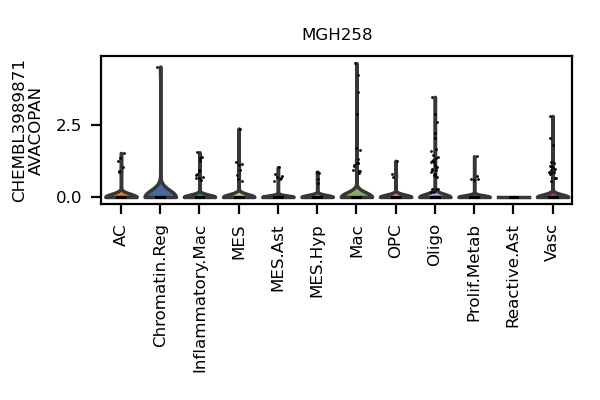 MGH258
CHEMBL3989871
AVACOPAN
2.5
0.0
AC
Chromatin.Reg
Inflammatory.Mac
MES
MES.Ast
MES.Hyp
Mac
OPC
Oligo
Prolif.Metab
Reactive.Ast
Vasc